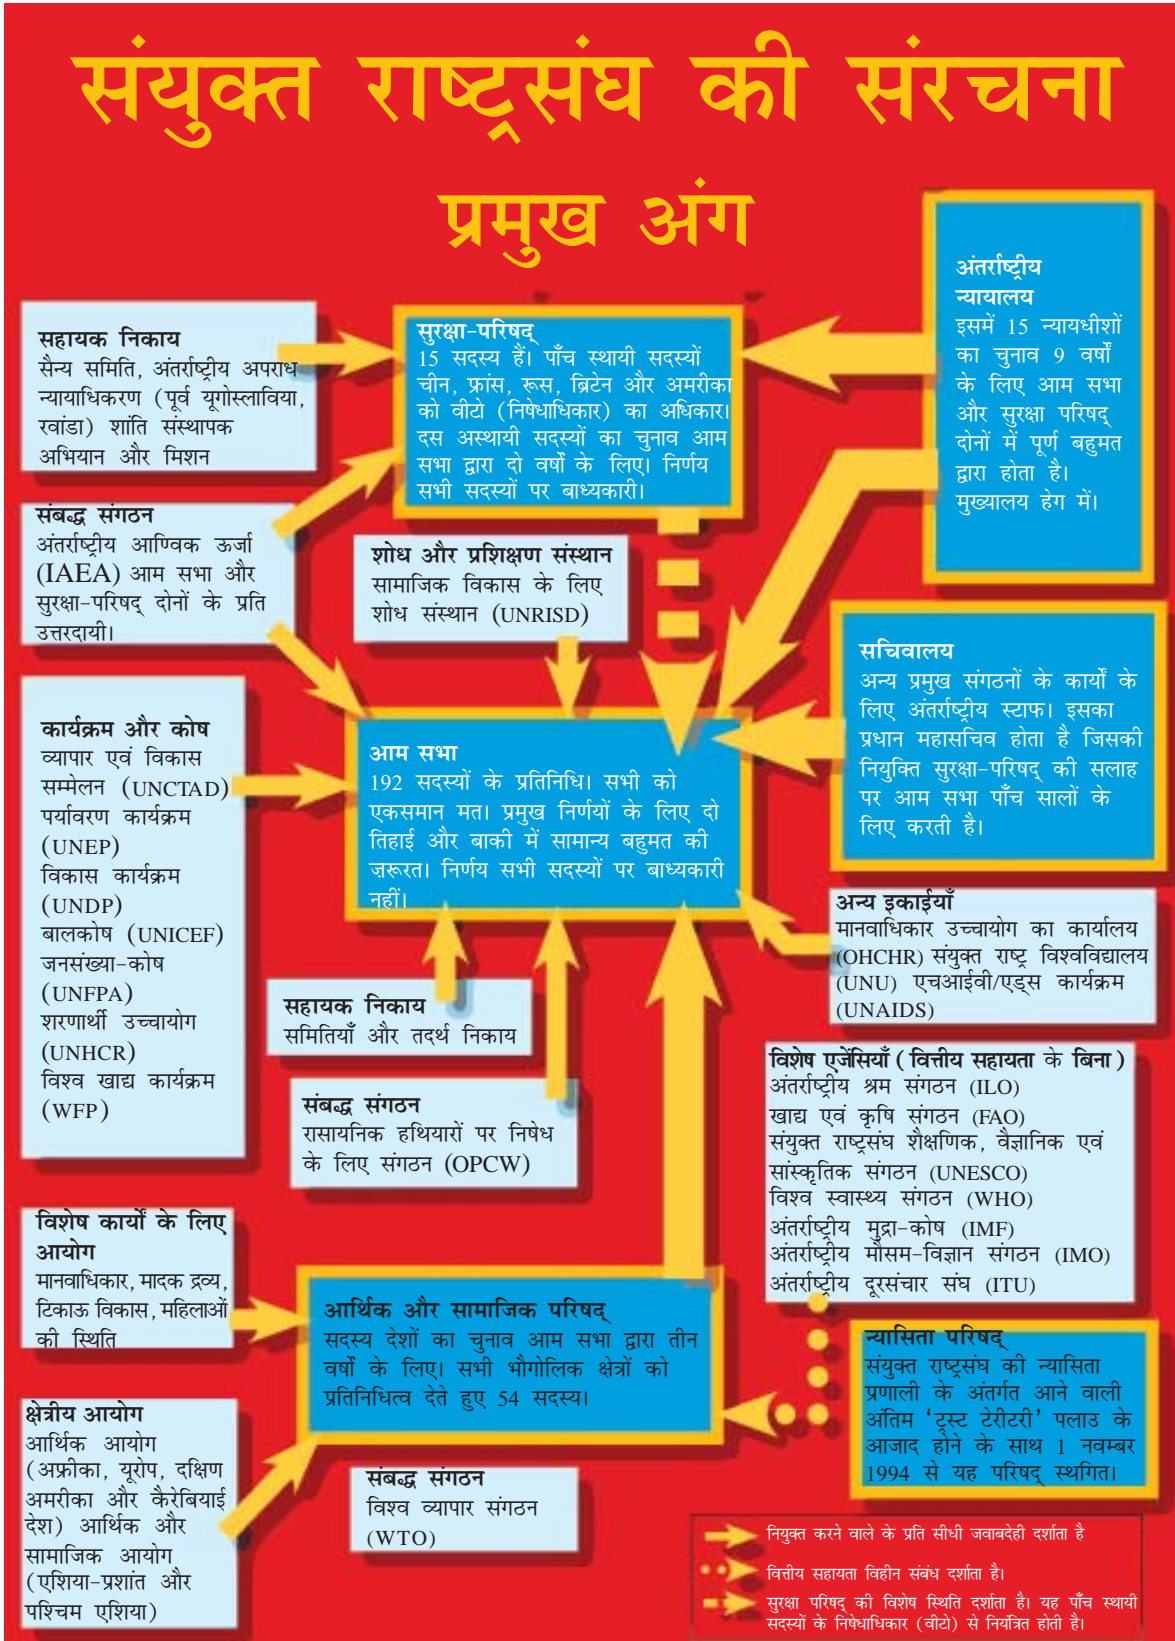 संयुक्त राष्ट्रसंघ की संरचना
प्रमुख अंग
सहायक निकाय
सैन्य समिति, अंतर्राष्ट्रीय अपराध
न्यायाधिकरण (पूर्व यूगोस्लाविया,
रवांडा) शांति संस्थापक
अभियान और मिशन
सुरक्षा-परिषद्
15 सदस्य हैं। पाँच स्थायी सदस्यों
चीन, फ्रांस, रूस, ब्रिटेन और अमरीका
को वीटो (निषेधाधिकार) का अधिकार।
दस अस्थायी सदस्यों का चुनाव आम
सभा द्वारा दो वर्षों के लिए। निर्णय
सभी सदस्यों पर बाध्यकारी।
अंतर्राष्ट्रीय
न्यायालय
इसमें 15 न्यायधीशों
का चुनाव 9 वर्षों
के लिए आम सभा
और सुरक्षा परिषद्
दोनों में पूर्ण बहुमत
द्वारा होता है।
मुख्यालय हेग में।
संबद्ध संगठन
अंतर्राष्ट्रीय आण्विक ऊर्जा
(IAEA) आम सभा और
सुरक्षा-परिषद् दोनों के प्रति
उत्तरदायी।
शोध और प्रशिक्षण संस्थान
सामाजिक विकास के लिए
शोध संस्थान (UNRISD)
सचिवालय
अन्य प्रमुख संगठनों के कार्यों के
लिए अंतर्राष्ट्रीय स्टाफ। इसका
प्रधान महासचिव होता है जिसकी
नियुक्ति सुरक्षा-परिषद् की सलाह
पर आम सभा पाँच सालों के
लिए करती है।
कार्यक्रम और कोष
व्यापार एवं विकास
सम्मेलन (UNCTAD)
पर्यावरण कार्यक्रम
(UNEP)
विकास कार्यक्रम
(UNDP)
बालकोष (UNICEF)
जनसंख्या-कोष
(UNFPA)
शरणार्थी उच्चायोग
(UNHCR)
विश्व खाद्य कार्यक्रम
(WFP)
आम सभा
192 सदस्यों के प्रतिनिधि। सभी को
एकसमान मत। प्रमुख निर्णयों के लिए दो
तिहाई और बाकी में सामान्य बहुमत की
ज़रूरत। निर्णय सभी सदस्यों पर बाध्यकारी
नहीं।
अन्य इकाईयाँ
मानवाधिकार उच्चायोग का कार्यालय
(OHCHR) संयुक्त राष्ट्र विश्वविद्यालय
(UNU) एचआईवी/एड्स कार्यक्रम
(UNAIDS)
सहायक निकाय
समितियाँ और तदर्थ निकाय
संबद्ध संगठन
रासायनिक हथियारों पर निषेध
के लिए संगठन (OPCW)
विशेष एजेंसियाँ (वित्तीय सहायता के बिना)
अंतर्राष्ट्रीय श्रम संगठन (ILO)
खाद्य एवं कृषि संगठन (FAO)
संयुक्त राष्ट्रसंघ शैक्षणिक, वैज्ञानिक एवं
सांस्कृतिक संगठन (UNESCO)
विश्व स्वास्थ्य संगठन (WHO)
अंतर्राष्ट्रीय मुद्रा-कोष (IMF)
अंतर्राष्ट्रीय मौसम-विज्ञान संगठन (IMO)
अंतर्राष्ट्रीय दूरसंचार संघ (ITU)
विशेष कार्यों के लिए
आयोग
मानवाधिकार, मादक द्रव्य,
टिकाऊ विकास, महिलाओं
की स्थिति
आर्थिक और सामाजिक परिषद्
सदस्य देशों का चुनाव आम सभा द्वारा तीन
वर्षों के लिए। सभी भौगोलिक क्षेत्रों को
प्रतिनिधित्व देते हुए 54 सदस्य।
न्यासिता परिषद्
संयुक्त राष्ट्रसंघ की न्यासिता
प्रणाली के अंतर्गत आने वाली
अंतिम ‘ट्रस्ट टेरीटरी’ पलाउ के
आजाद होने के साथ 1 नवम्बर
1994 से यह परिषद् स्थगित।
क्षेत्रीय आयोग
आर्थिक आयोग
(अफ्रीका, यूरोप, दक्षिण
अमरीका और कैरेबियाई
देश) आर्थिक और
सामाजिक आयोग
(एशिया-प्रशांत और
पश्चिम एशिया)
संबद्ध संगठन
विश्व व्यापार संगठन
(WTO)
नियुक्त करने वाले के प्रति सीधी जवाबदेही दर्शाता है
वित्तीय सहायता विहीन संबंध दर्शाता है।
सुरक्षा परिषद् की विशेष स्थिति दर्शाता है। यह पाँच स्थायी
सदस्यों के निषेधाधिकार (वीटो) से नियंत्रित होती है।